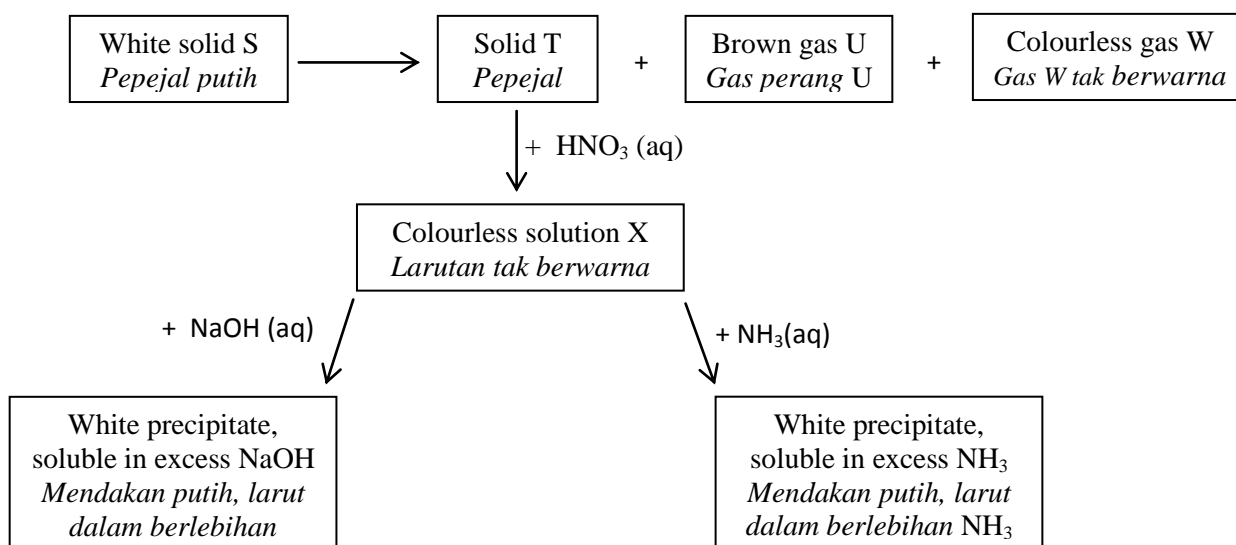 White solid S
Pepejal putih
Solid T
Pepejal
+
Brown gas U
Gas perang U
+
Colourless gas W
Gas W tak berwarna
+ HNO₃ (aq)
Colourless solution X
Larutan tak berwarna
+ NaOH (aq)
+ NH₃(aq)
White precipitate,
soluble in excess NaOH
Mendakan putih, larut
dalam berlebihan
White precipitate,
soluble in excess NH₃
Mendakan putih, larut
dalam berlebihan NH₃